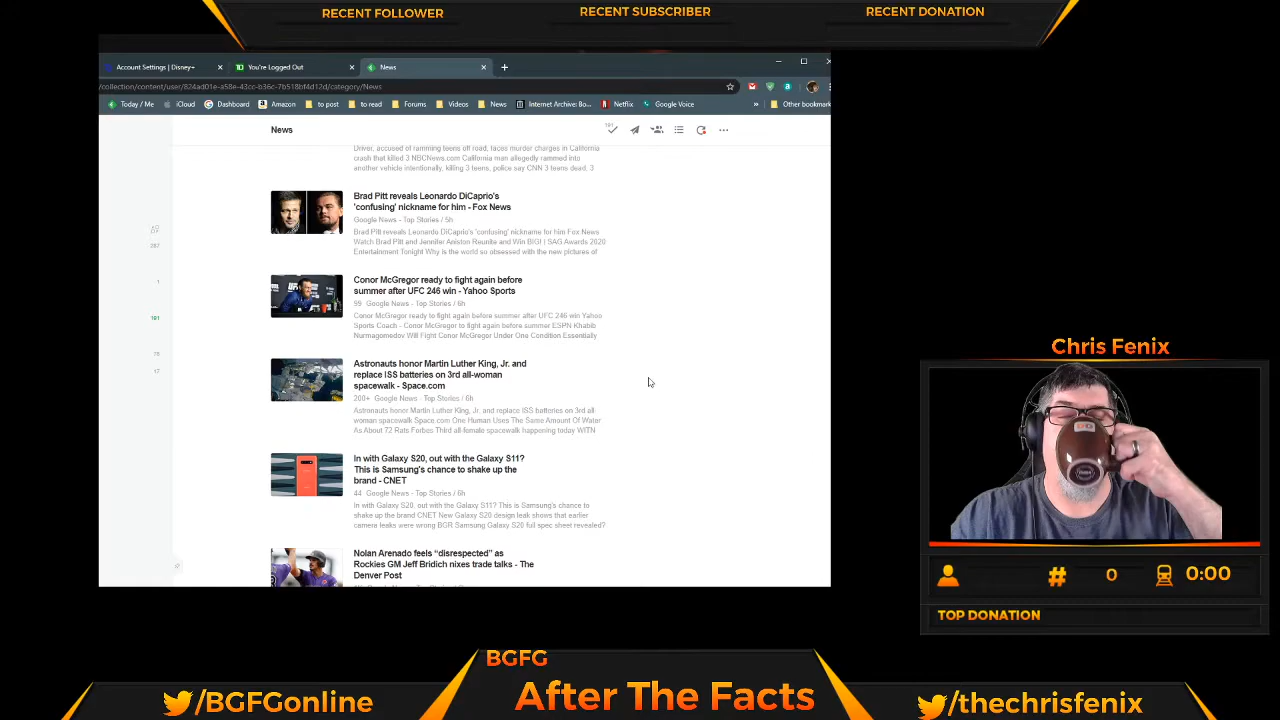 RECENT FOLLOWER
RECENT SUBSCRIBER
RECENT DONATION
Account Settings | Disney+
You're Logged Out
News
/collection/content/user/824ad01e-a58e-43cc-b36c-7b518bf4d12d/category/News
Today / Me
iCloud
Dashboard
Amazon
to post
to read
Forums
Videos
News
Internet Archive: Bo...
Netflix
Google Voice
Other bookmark
News
191
Driver, accused of ramming teens off road, faces murder charges in California
crash that killed 3 NBCNews.com California man allegedly rammed into
another vehicle intentionally, killing 3 teens, police say CNN 3 teens dead, 3
Brad Pitt reveals Leonardo DiCaprio's
'confusing' nickname for him - Fox News
Google News - Top Stories / 5h
Brad Pitt reveals Leonardo DiCaprio's 'confusing' nickname for him Fox News
Watch Brad Pitt and Jennifer Aniston Reunite and Win BIG! | SAG Awards 2020
Entertainment Tonight Why is the world so obsessed with the new pictures of
287
Conor McGregor ready to fight again before
summer after UFC 246 win - Yahoo Sports
1
99 Google News - Top Stories / 6h
Conor McGregor ready to fight again before summer after UFC 246 win Yahoo
Sports Coach - Conor McGregor to fight again before summer ESPN Khabib
Nurmagomedov Will Fight Conor McGregor Under One Condition Essentially
191
Astronauts honor Martin Luther King, Jr. and
replace ISS batteries on 3rd all-woman
spacewalk - Space.com
200+ Google News - Top Stories / 6h
Astronauts honor Martin Luther King, Jr. and replace ISS batteries on 3rd all-
woman spacewalk Space.com One Human Uses The Same Amount Of Water
As About 72 Rats Forbes Third all-female spacewalk happening today WITN
In with Galaxy S20, out with the Galaxy S11?
This is Samsung's chance to shake up the
brand - CNET
44 Google News - Top Stories / 6h
In with Galaxy S20, out with the Galaxy S11? This is Samsung's chance to
shake up the brand CNET New Galaxy S20 design leak shows that earlier
camera leaks were wrong BGR Samsung Galaxy S20 full spec sheet revealed?
Nolan Arenado feels “disrespected” as
Rockies GM Jeff Bridich nixes trade talks - The
Denver Post
Chris Fenix
# 0
0:00
TOP DONATION
BGFG
After The Facts
/BGFGonline
/thechrisfenix